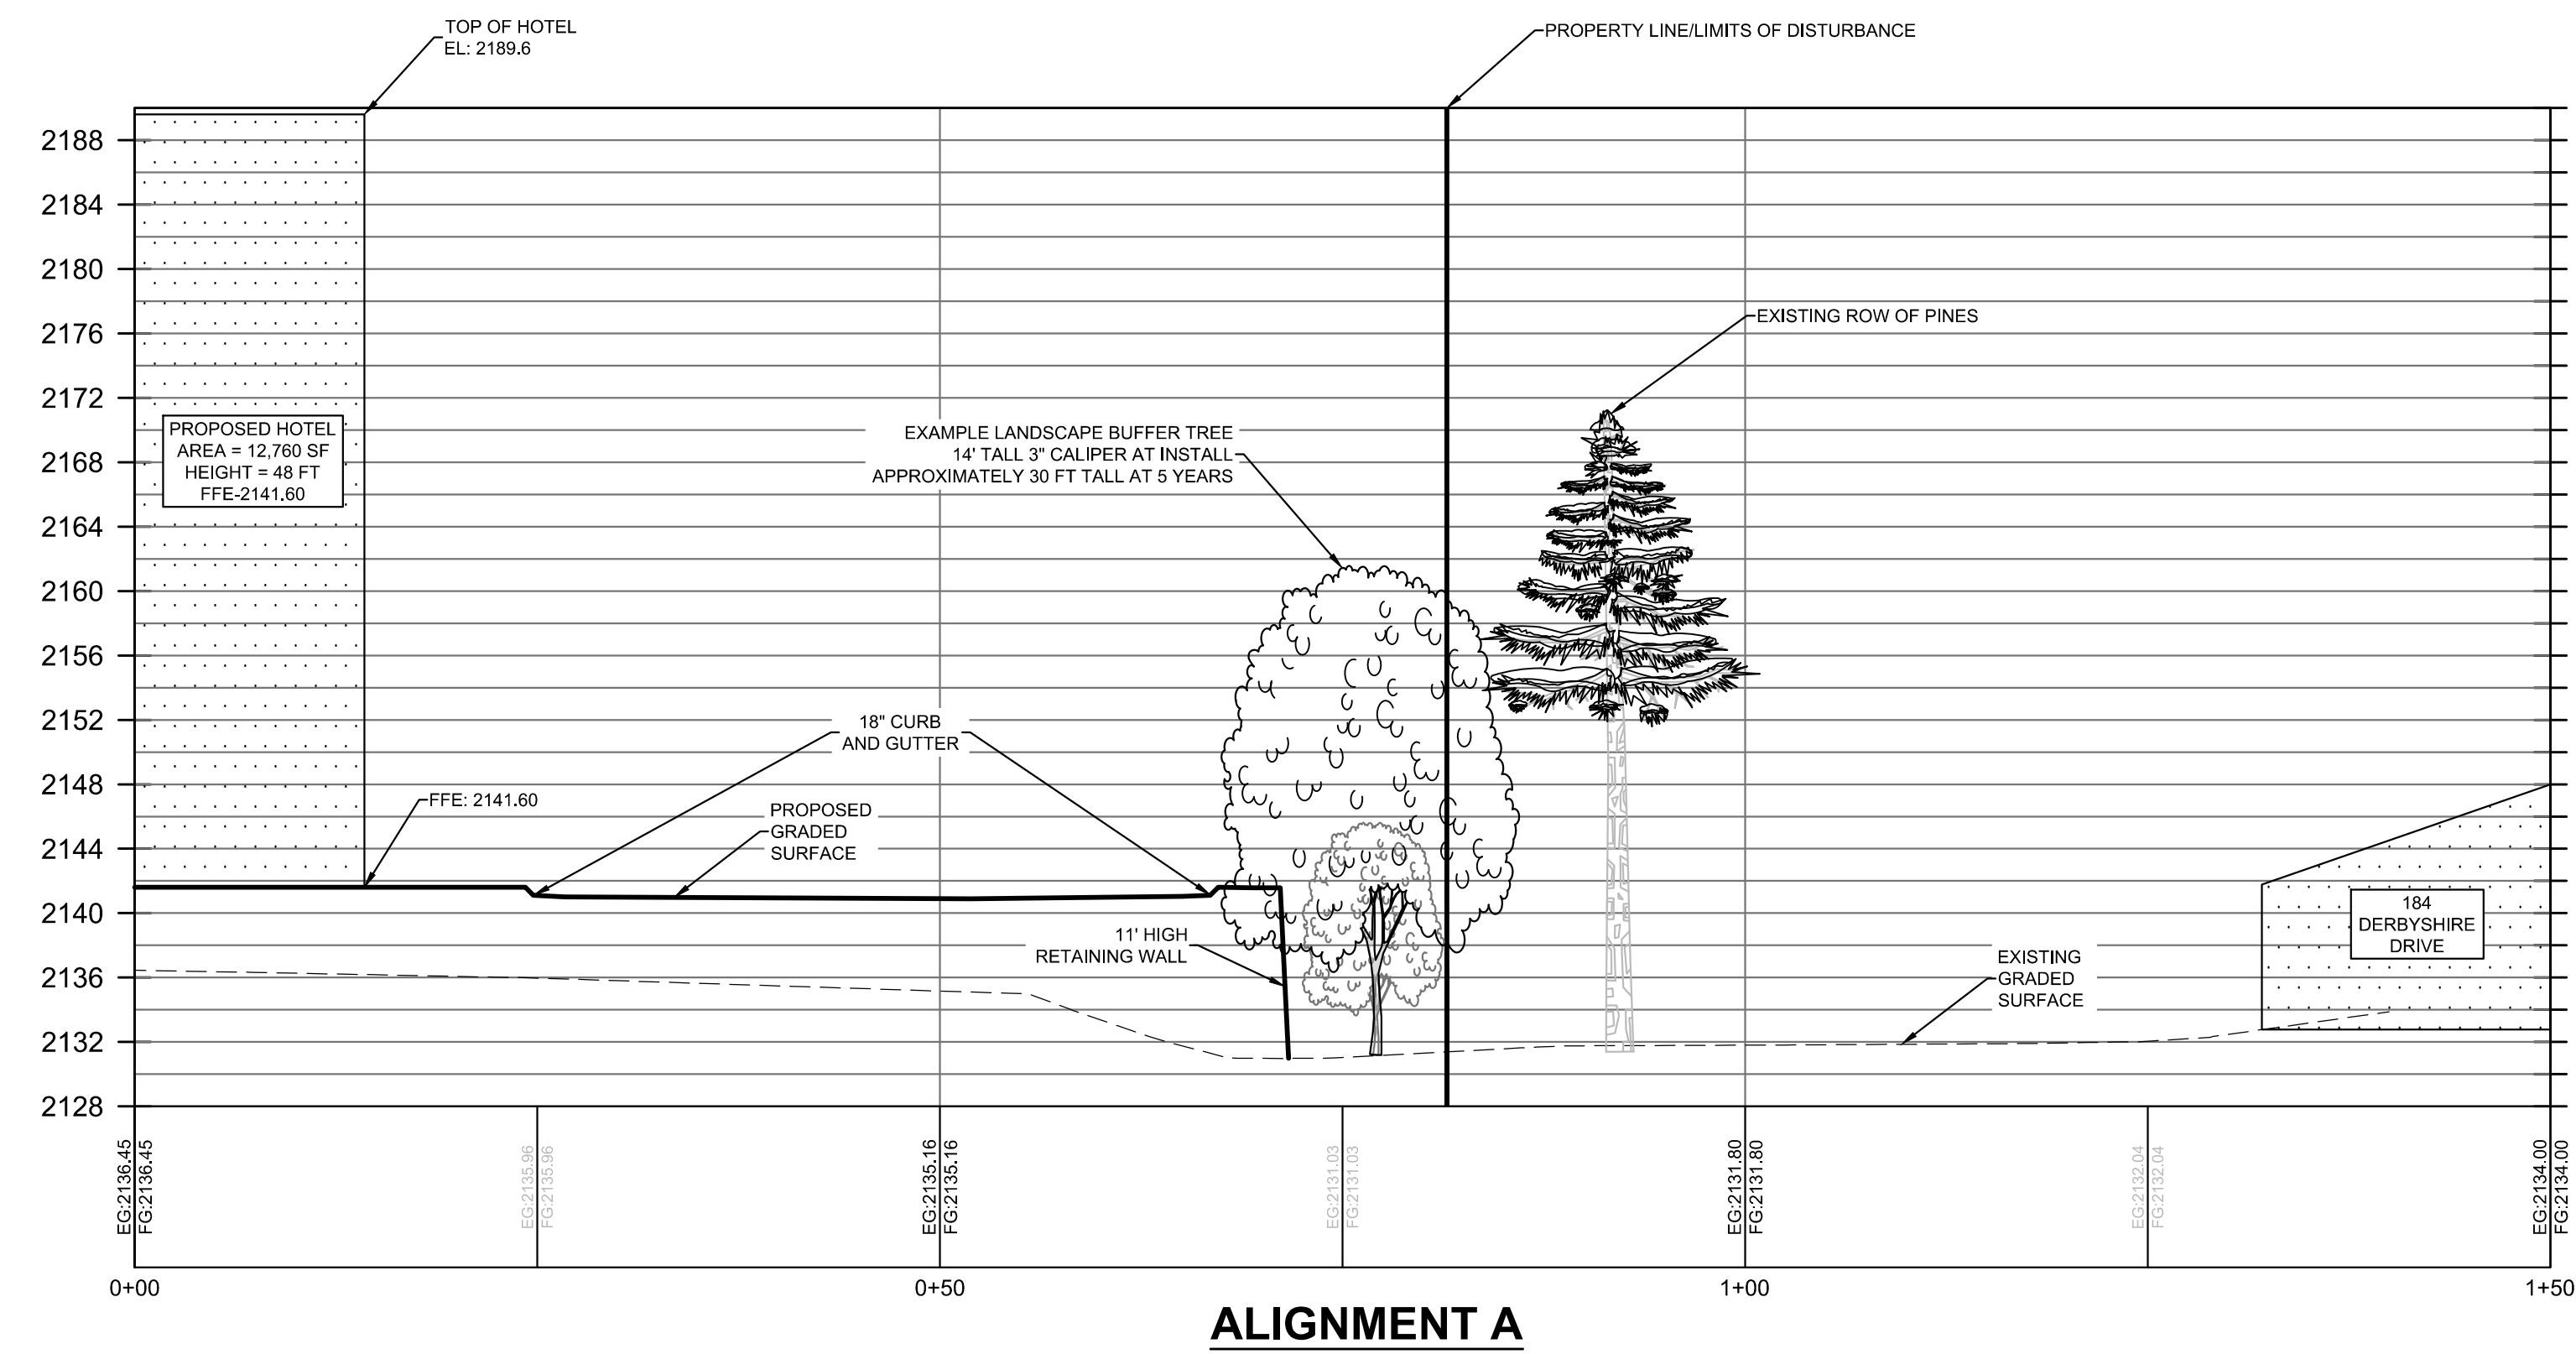 TOP OF HOTEL
EL: 2189.6
PROPERTY LINE/LIMITS OF DISTURBANCE
2188
2184
2180
2176
2172
2168
2164
2160
2156
2152
2148
2144
2140
2136
2132
2128
EXISTING ROW OF PINES
PROPOSED HOTEL
AREA = 12,760 SF
HEIGHT = 48 FT
FFE-2141.60
EXAMPLE LANDSCAPE BUFFER TREE
14' TALL 3" CALIPER AT INSTALL
APPROXIMATELY 30 FT TALL AT 5 YEARS
18" CURB
AND GUTTER
FFE: 2141.60
PROPOSED
GRADED
SURFACE
11' HIGH
RETAINING WALL
184
DERBYSHIRE
DRIVE
EXISTING
GRADED
SURFACE
EG:2136.45
FG:2136.45
EG:2135.96
FG:2135.96
EG:2135.16
FG:2135.16
EG:2131.03
FG:2131.03
EG:2131.80
FG:2131.80
EG:2132.04
FG:2132.04
EG:2134.00
FG:2134.00
0+00
0+50
1+00
1+50
ALIGNMENT A